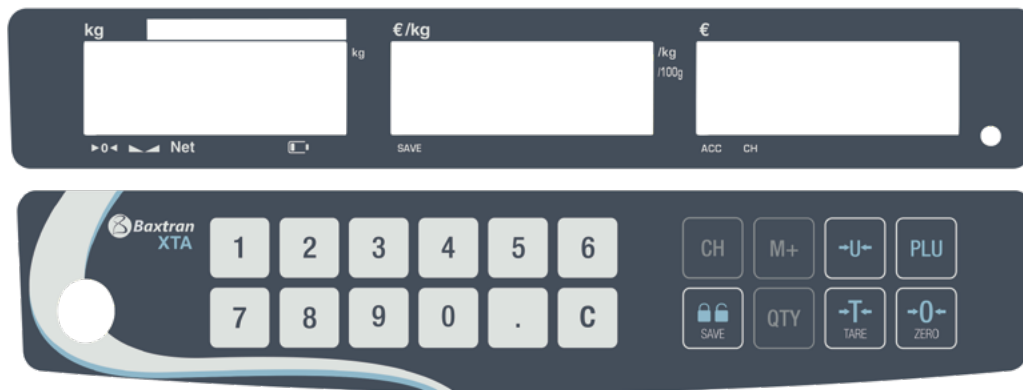 kg €/kg €
kg /kg
/100g
►0◄ Net SAVE ACC CH
Baxtran
XTA
1 2 3 4 5 6 CH M+ →U← PLU
7 8 9 0 . C SAVE QTY →T← TARE →0← ZERO